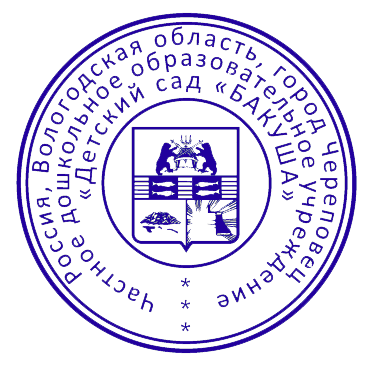 Россия, Вологодская область, город Череповец
Частное дошкольное образовательное учреждение
«Детский сад «БАКУША»
* * *